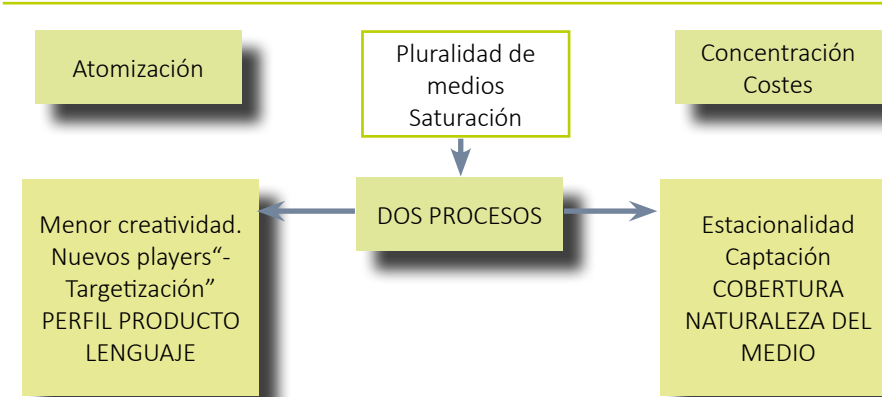 Atomización
Pluralidad de
medios
Saturación
Concentración
Costes
Menor creatividad.
Nuevos players“-
Targetización”
PERFIL PRODUCTO
LENGUAJE
DOS PROCESOS
Estacionalidad
Captación
COBERTURA
NATURALEZA DEL
MEDIO